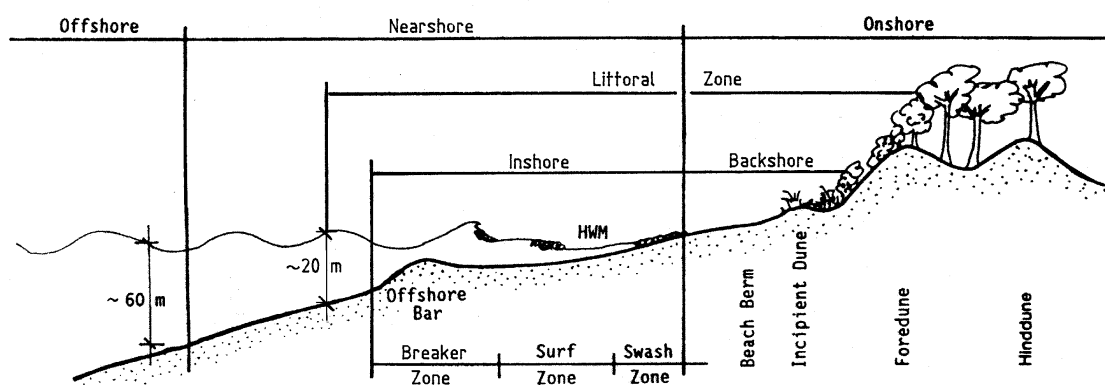 Offshore Nearshore Onshore
Littoral Zone
Inshore Backshore
HWM
~20 m
~ 60 m
Offshore
Bar
Beach Berm
Incipient Dune
Foredune
Hinddune
Breaker Surf Swash
Zone Zone Zone